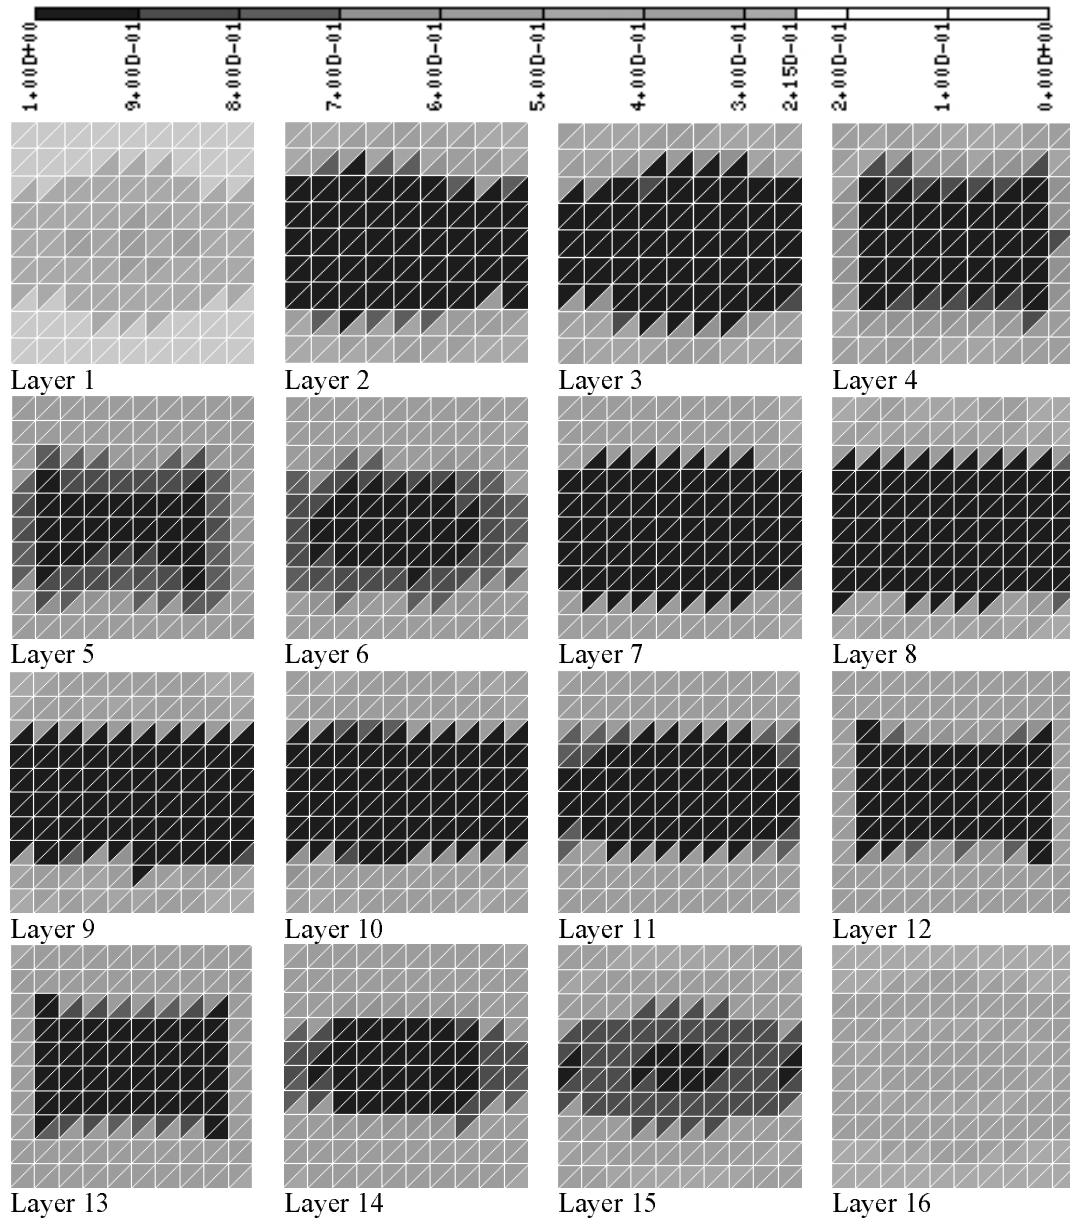 1.00D+00
9.00D-01
8.00D-01
7.00D-01
6.00D-01
5.00D-01
4.00D-01
3.00D-01
2.15D-01
2.00D-01
1.00D-01
0.00D+00
Layer 1
Layer 2
Layer 3
Layer 4
Layer 5
Layer 6
Layer 7
Layer 8
Layer 9
Layer 10
Layer 11
Layer 12
Layer 13
Layer 14
Layer 15
Layer 16